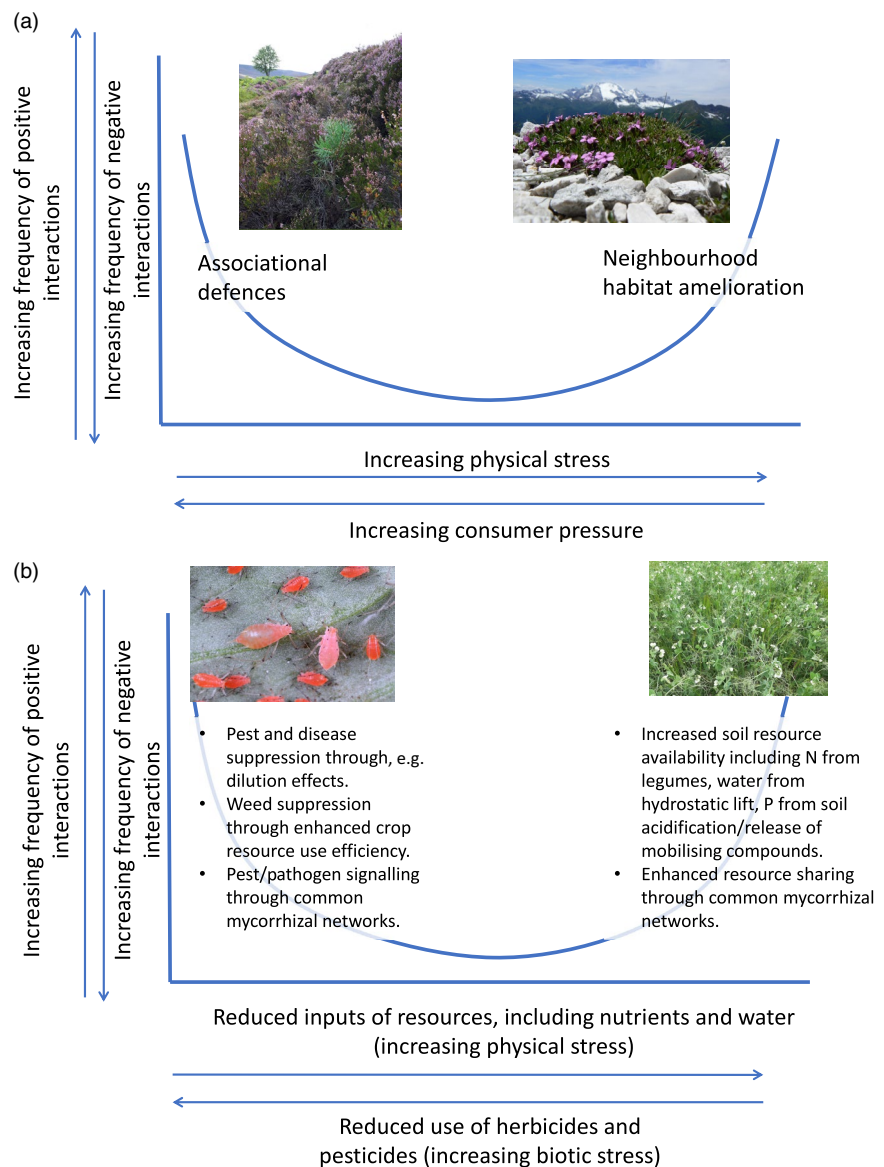 (a)
Increasing frequency of positive
interactions
Increasing frequency of negative
interactions
Associational
defences
Neighbourhood
habitat amelioration
Increasing physical stress
Increasing consumer pressure
(b)
Increasing frequency of positive
interactions
Increasing frequency of negative
interactions
• Pest and disease
suppression through, e.g.
dilution effects.
• Weed suppression
through enhanced crop
resource use efficiency.
• Pest/pathogen signalling
through common
mycorrhizal networks.
• Increased soil resource
availability including N from
legumes, water from
hydrostatic lift, P from soil
acidification/release of
mobilising compounds.
• Enhanced resource sharing
through common mycorrhizal
networks.
Reduced inputs of resources, including nutrients and water
(increasing physical stress)
Reduced use of herbicides and
pesticides (increasing biotic stress)